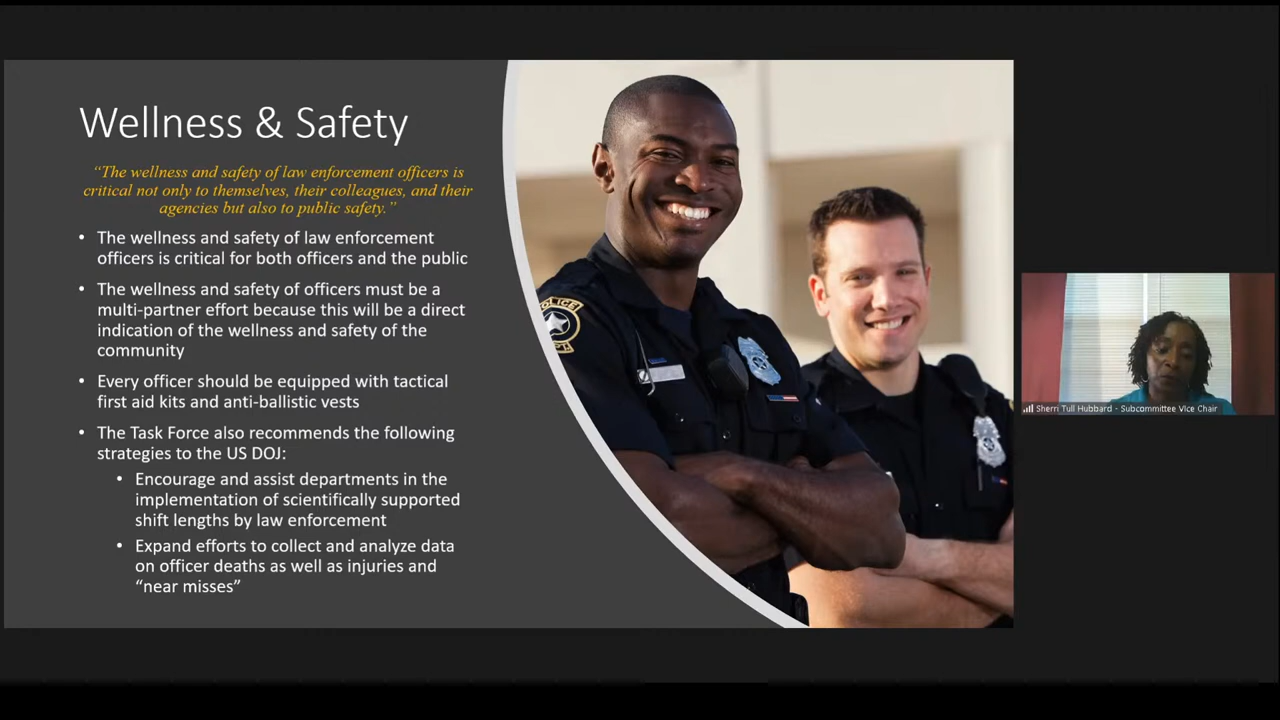 Wellness & Safety
“The wellness and safety of law enforcement officers is
critical not only to themselves, their colleagues, and their
agencies but also to public safety.”
• The wellness and safety of law enforcement
officers is critical for both officers and the public
• The wellness and safety of officers must be a
multi-partner effort because this will be a direct
indication of the wellness and safety of the
community
• Every officer should be equipped with tactical
first aid kits and anti-ballistic vests
• The Task Force also recommends the following
strategies to the US DOJ:
• Encourage and assist departments in the
implementation of scientifically supported
shift lengths by law enforcement
• Expand efforts to collect and analyze data
on officer deaths as well as injuries and
“near misses”
POLICE
Sherri Tull Hubbard - Subcommittee Vice Chair